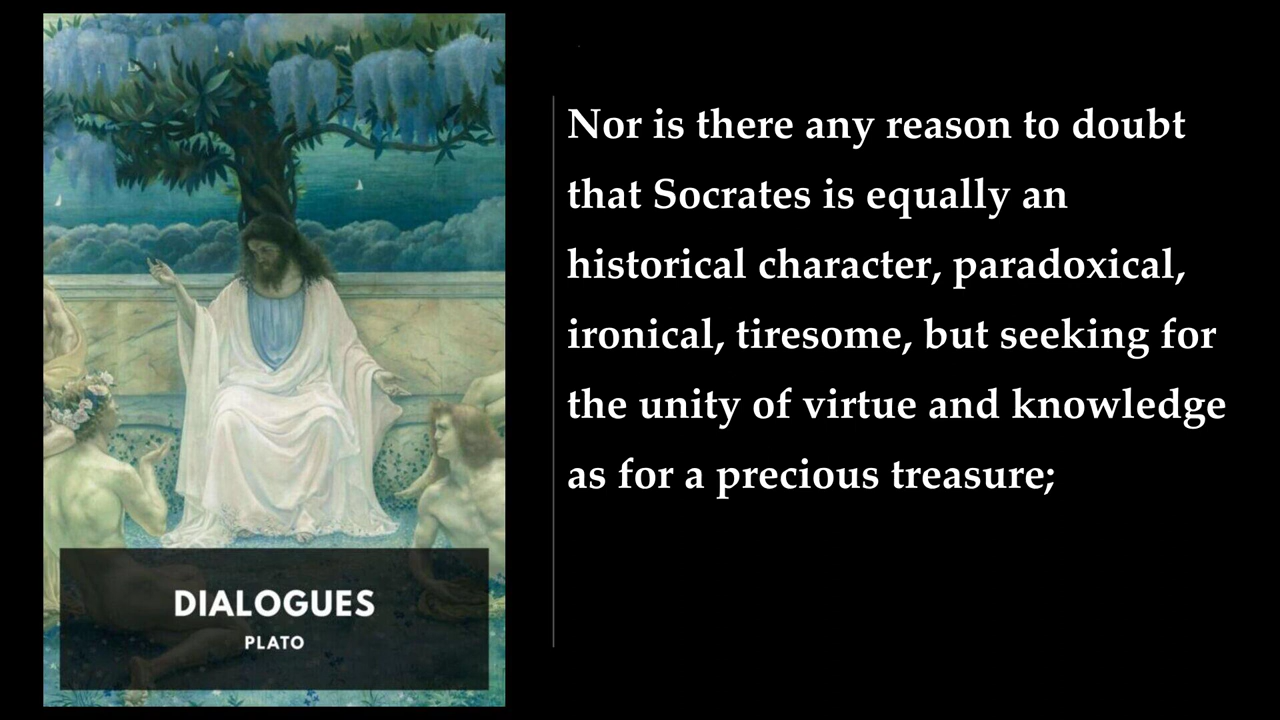 DIALOGUES
PLATO
Nor is there any reason to doubt
that Socrates is equally an
historical character, paradoxical,
ironical, tiresome, but seeking for
the unity of virtue and knowledge
as for a precious treasure;